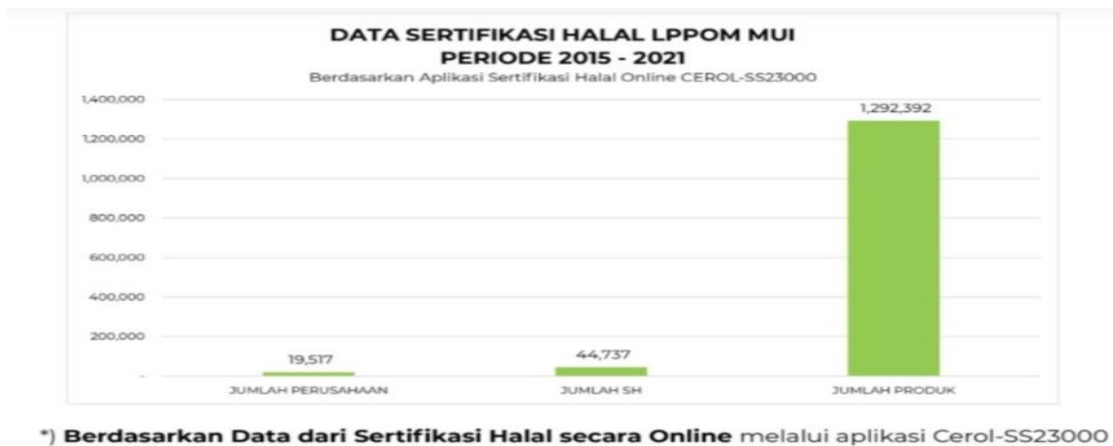 DATA SERTIFIKASI HALAL LPPOM MUI
PERIODE 2015 - 2021
Berdasarkan Aplikasi Sertifikasi Halal Online CEROL-SS23000
1,400,000
1,200,000
1,000,000
800,000
600,000
400,000
200,000
-
19,517
44,737
1,292,392
JUMLAH PERUSAHAAN
JUMLAH SH
JUMLAH PRODUK
*) Berdasarkan Data dari Sertifikasi Halal secara Online melalui aplikasi Cerol-SS23000